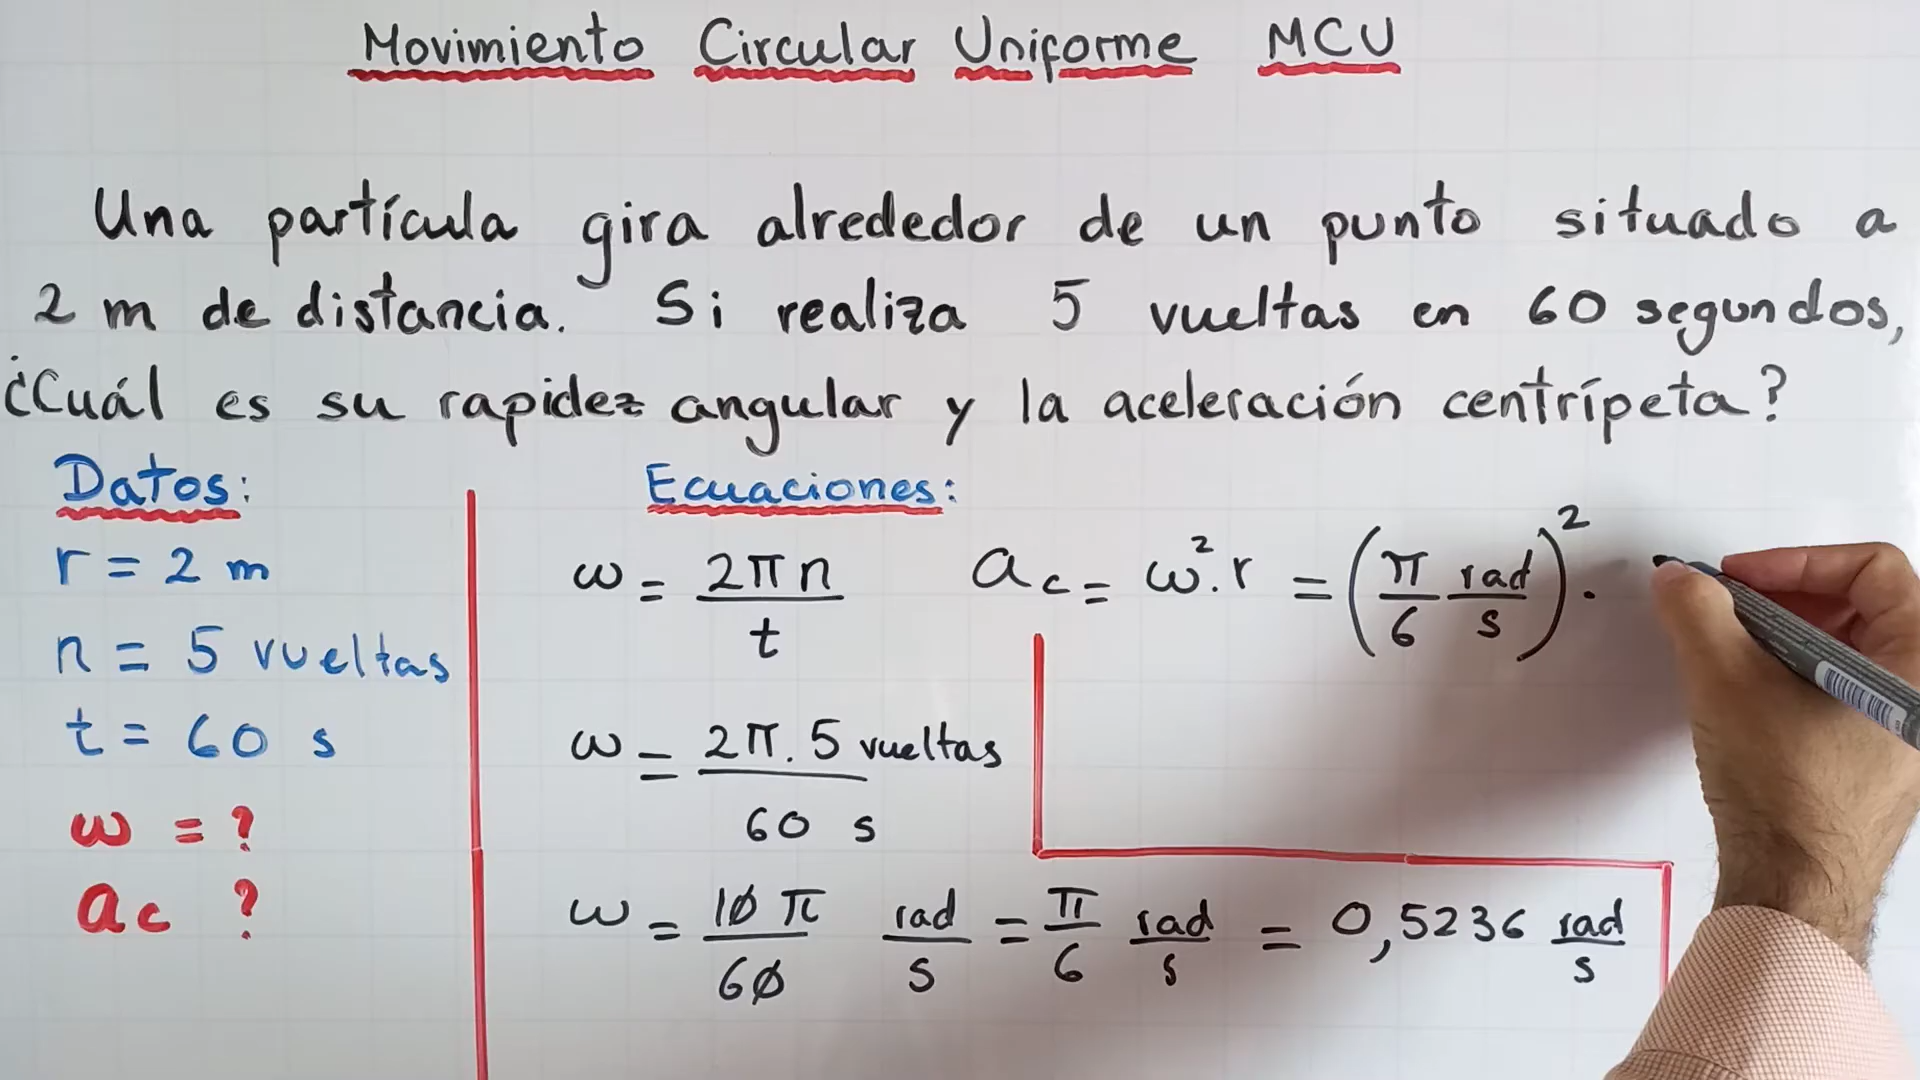 Movimiento Circular Uniforme MCU
Una partícula gira alrededor de un punto situado a
2 m de distancia. Si realiza 5 vueltas en 60 segundos,
¿Cuál es su rapidez angular y la aceleración centrípeta?
Datos:
r = 2 m
n = 5 vueltas
t = 60 s
ω = ?
ac ?
Ecuaciones:
ω = 2πn / t
ω = 2π.5 vueltas / 60 s
ω = 10π / 60 rad/s = π/6 rad/s = 0,5236 rad/s
ac = ω².r = (π/6 rad/s)² .